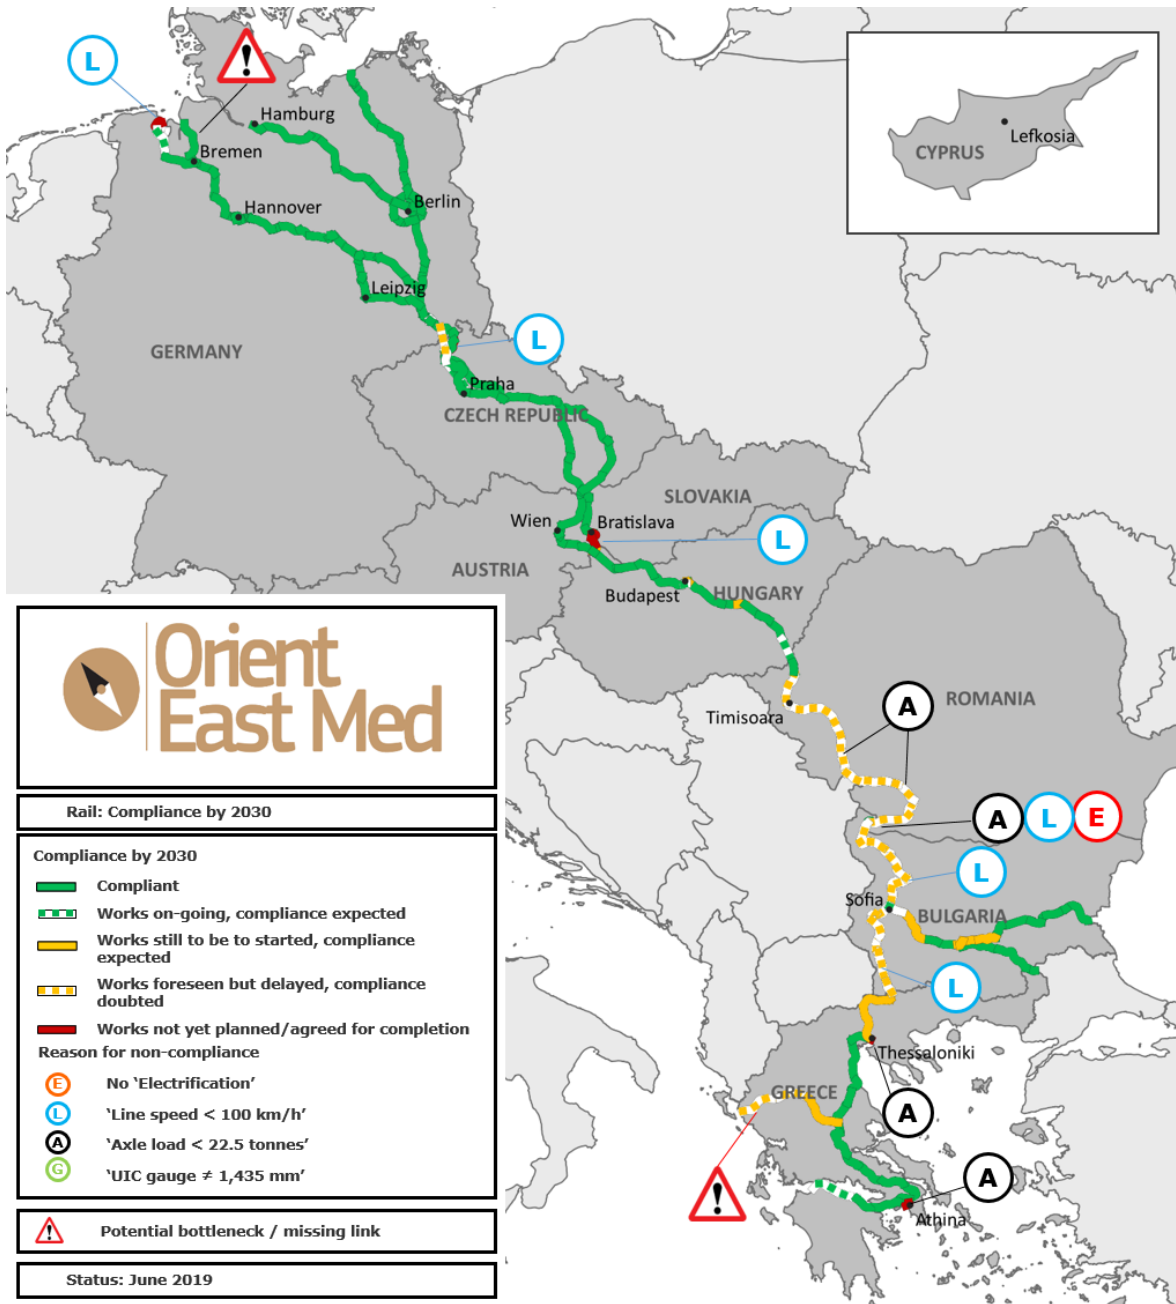 L
!
Hamburg
Bremen
Lefkosia
CYPRUS
Hannover
Berlin
Leipzig
GERMANY
L
Praha
CZECH REPUBLIC
SLOVAKIA
Wien
Bratislava
L
AUSTRIA
Budapest
HUNGARY
ROMANIA
Timisoara
A
A
L
E
L
Sofia
BULGARIA
L
Thessaloniki
GREECE
A
!
A
Athina
Orient
East Med
Rail: Compliance by 2030
Compliance by 2030
Compliant
Works on-going, compliance expected
Works still to be to started, compliance
expected
Works foreseen but delayed, compliance
doubted
Works not yet planned/agreed for completion
Reason for non-compliance
E No ‘Electrification’
L ‘Line speed < 100 km/h’
A ‘Axle load < 22.5 tonnes’
G ‘UIC gauge ≠ 1,435 mm’
! Potential bottleneck / missing link
Status: June 2019